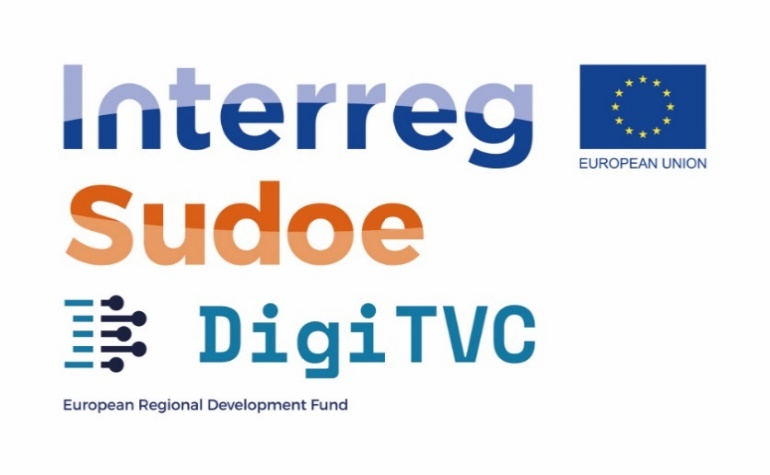 Interreg
EUROPEAN UNION
Sudoe
DigiTVC
European Regional Development Fund